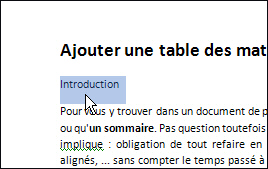 Ajouter une table des mat
Introduction
Pour vous y trouver dans un document de p
ou qu'un sommaire. Pas question toutefois
implique : obligation de tout refaire en
alignés, ... sans compter le temps passé à